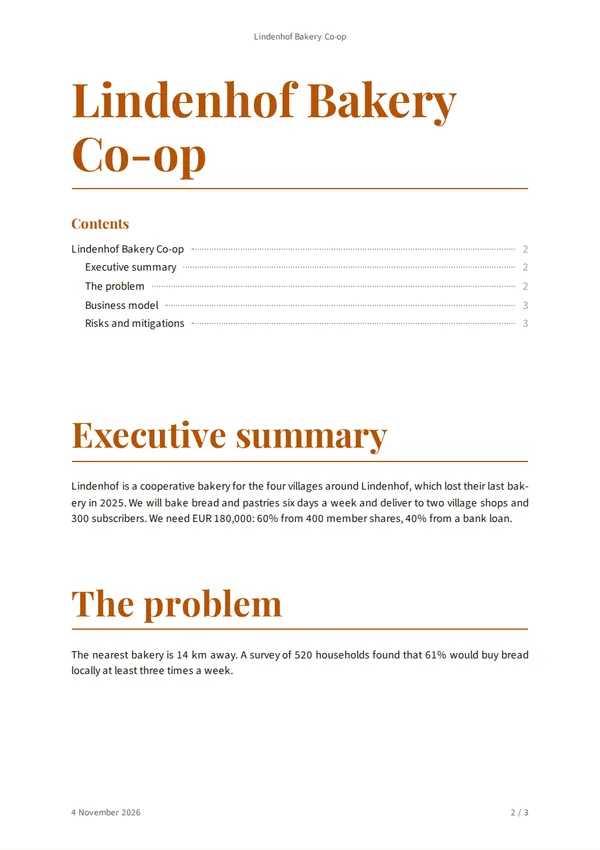 Lindenhof Bakery Co-op
Lindenhof Bakery
Co-op
Contents
Lindenhof Bakery Co-op 2
Executive summary 2
The problem 2
Business model 3
Risks and mitigations 3
Executive summary
Lindenhof is a cooperative bakery for the four villages around Lindenhof, which lost their last bak-
ery in 2025. We will bake bread and pastries six days a week and deliver to two village shops and
300 subscribers. We need EUR 180,000: 60% from 400 member shares, 40% from a bank loan.
The problem
The nearest bakery is 14 km away. A survey of 520 households found that 61% would buy bread
locally at least three times a week.
4 November 2026
2 / 3